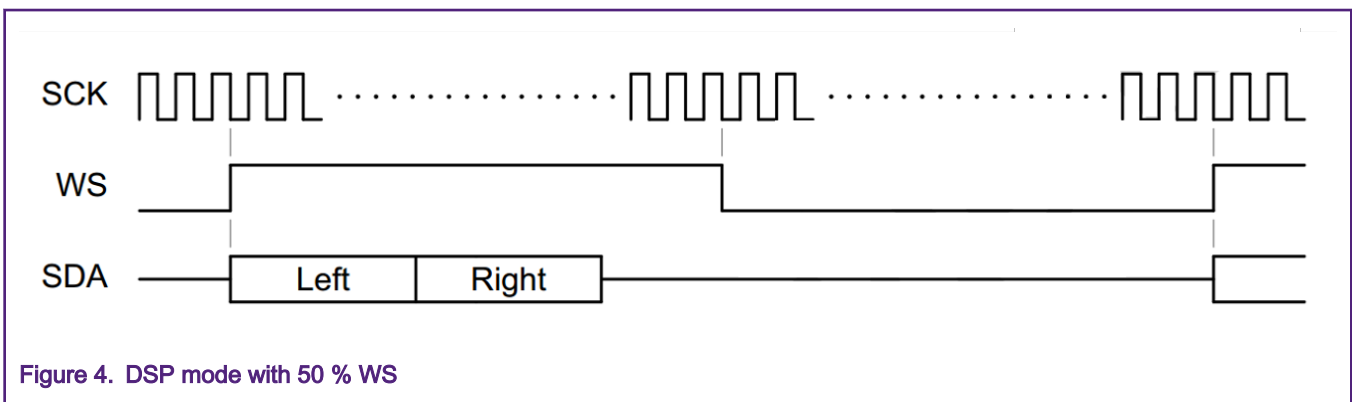 SCK
WS
SDA
Left Right
Figure 4. DSP mode with 50 % WS